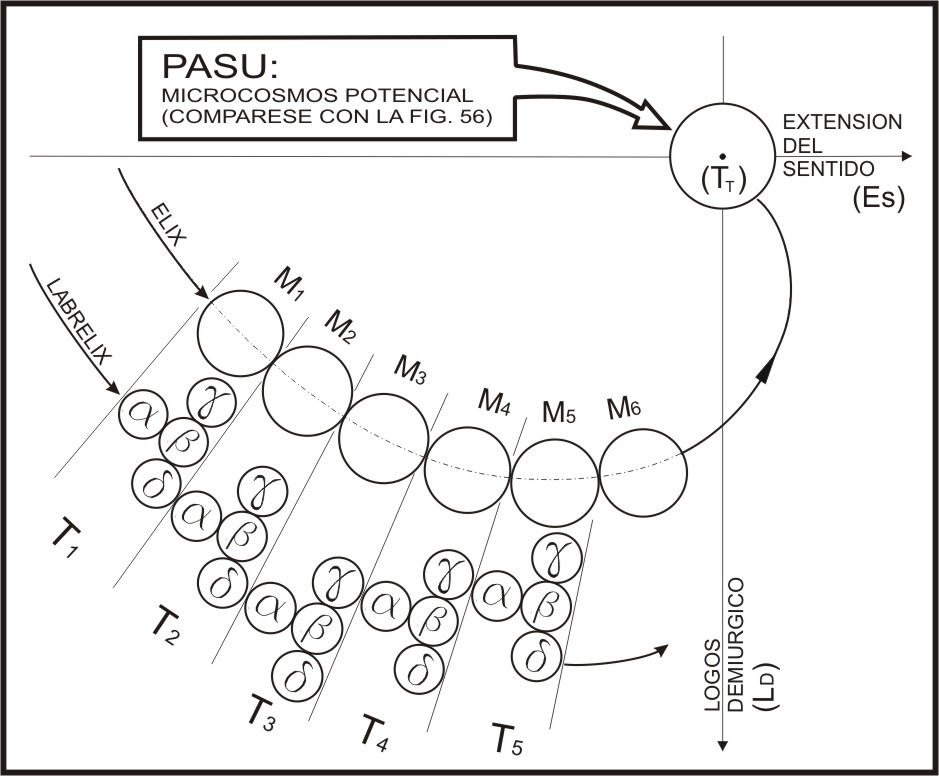 PASU:
MICROCOSMOS POTENCIAL
(COMPARESE CON LA FIG. 56)
EXTENSION
DEL
SENTIDO
(Es)
(TT)
ELIX
LABRELIX
M1
M2
M3
M4
M5
M6
α β γ δ
α β γ δ
α β γ δ
α β γ δ
α β γ δ
T1
T2
T3
T4
T5
LOGOS
DEMIURGICO
(LD)